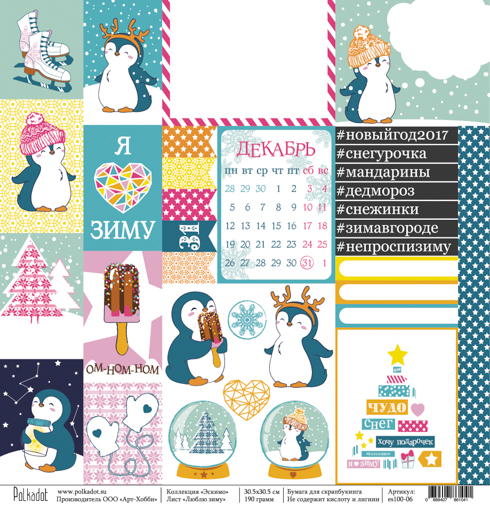 #новыйгод2017
#снегурочка
#мандарины
#дедмороз
#снежинки
#зимавгороде
#непроспизиму
Я
ЗИМУ
ДЕКАБРЬ
пн вт ср чт пт сб вс
28 29 30 1 2 3 4
5 6 7 8 9 10 11
12 13 14 15 16 17 18
19 20 21 22 23 24 25
26 27 28 29 30 31 1
31
ОМ-НОМ-НОМ
ЧУДО
СНЕГ
хочу подарочек
Я ЗИМУ
Polkadot
www.polkadot.su
Производитель ООО «Арт-Хобби»
Коллекция «Эскимо»
Лист «Люблю зиму»
30.5х30.5 см
190 грамм
Бумага для скрапбукинга
Не содержит кислоту и лигнин
Артикул:
es100-06